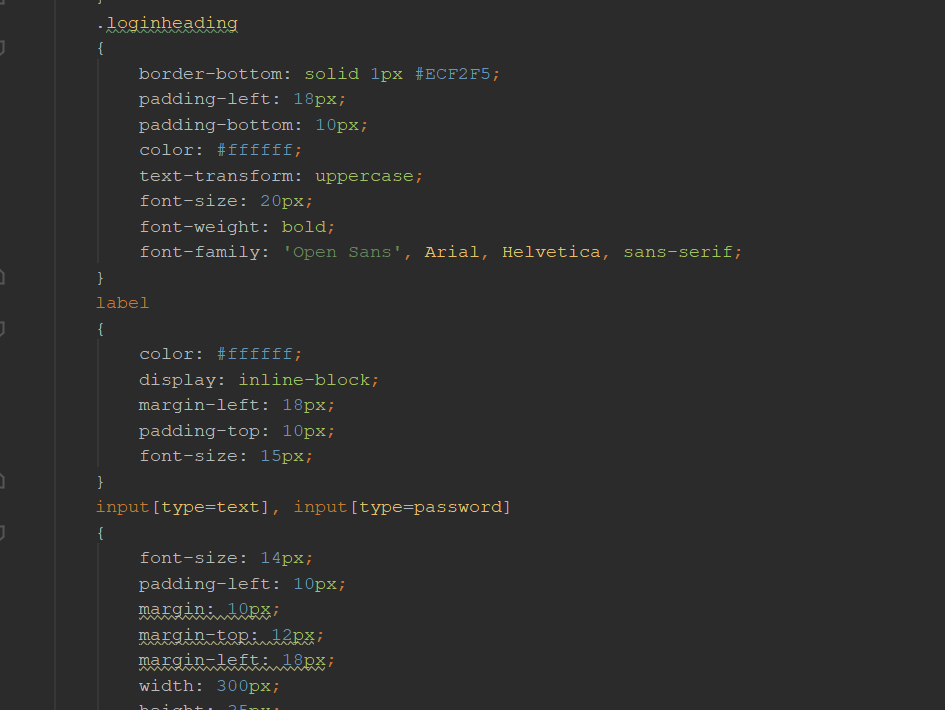 }
.loginheading
{
border-bottom: solid 1px #ECF2F5;
padding-left: 18px;
padding-bottom: 10px;
color: #ffffff;
text-transform: uppercase;
font-size: 20px;
font-weight: bold;
font-family: 'Open Sans', Arial, Helvetica, sans-serif;
}
label
{
color: #ffffff;
display: inline-block;
margin-left: 18px;
padding-top: 10px;
font-size: 15px;
}
input[type=text], input[type=password]
{
font-size: 14px;
padding-left: 10px;
margin: 10px;
margin-top: 12px;
margin-left: 18px;
width: 300px;
height: 35px;